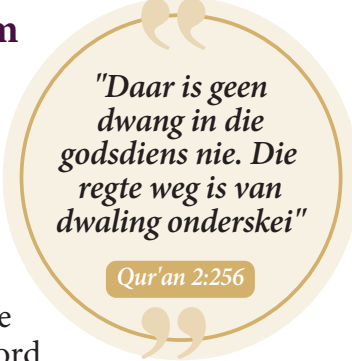 m
"Daar is geen
dwang in die
godsdiens nie. Die
regte weg is van
dwaling onderskei"
Qur'an 2:256
e
ord